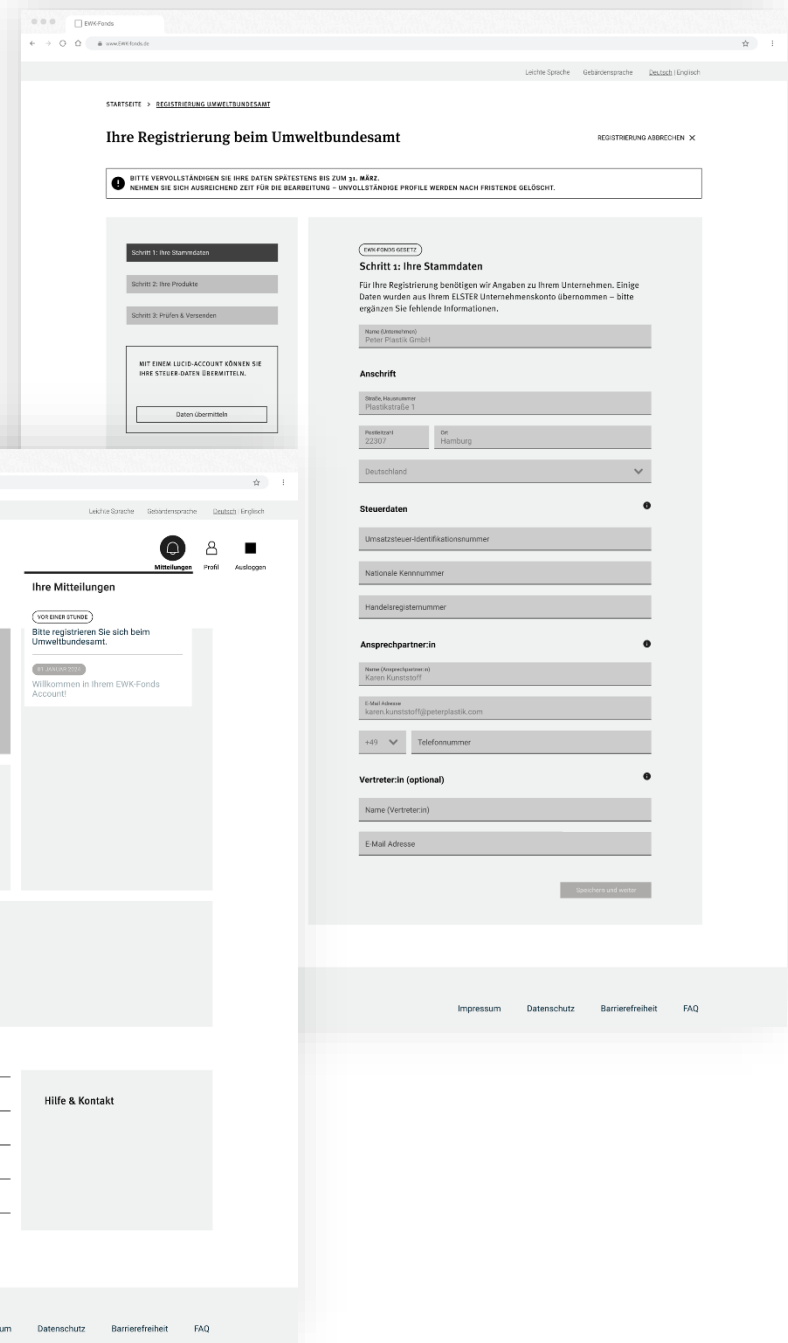 EWK-Fonds
www.EWK-Fonds.de
Leichte Sprache Gebärdensprache Deutsch | Englisch
STARTSEITE > REGISTRIERUNG UMWELTBUNDESAMT
Ihre Registrierung beim Umweltbundesamt
REGISTRIERUNG ABBRECHEN X
BITTE VERVOLLSTÄNDIGEN SIE IHRE DATEN SPÄTESTENS BIS ZUM 31. MÄRZ.
NEHMEN SIE SICH AUSREICHEND ZEIT FÜR DIE BEARBEITUNG – UNVOLLSTÄNDIGE PROFILE WERDEN NACH FRISTENDE GELÖSCHT.
Schritt 1: Ihre Stammdaten
Schritt 2: Ihre Produkte
Schritt 3: Prüfen & Versenden
MIT EINEM LUCID-ACCOUNT KÖNNEN SIE
IHRE STEUER-DATEN ÜBERMITTELN.
Daten übermitteln
EWK-FONDS GESETZ
Schritt 1: Ihre Stammdaten
Für Ihre Registrierung benötigen wir Angaben zu Ihrem Unternehmen. Einige
Daten wurden aus Ihrem ELSTER Unternehmenskonto übernommen – bitte
ergänzen Sie fehlende Informationen.
Name (Unternehmen)
Peter Plastik GmbH
Anschrift
Straße, Hausnummer
Plastikstraße 1
Postleitzahl
22307
Ort
Hamburg
Deutschland
Steuerdaten
Umsatzsteuer-Identifikationsnummer
Nationale Kennnummer
Handelsregisternummer
Ansprechpartner:in
Name (Ansprechpartner:in)
Karen Kunststoff
E-Mail Adresse
karen.kunststoff@peterplastik.com
+49 Telefonnummer
Vertreter:in (optional)
Name (Vertreter:in)
E-Mail Adresse
Speichern und weiter
Impressum Datenschutz Barrierefreiheit FAQ
Leichte Sprache Gebärdensprache Deutsch | Englisch
Mitteilungen Profil Ausloggen
Ihre Mitteilungen
VOR EINER STUNDE
Bitte registrieren Sie sich beim
Umweltbundesamt.
Willkommen in Ihrem EWK-Fonds
Account!
Hilfe & Kontakt
um Datenschutz Barrierefreiheit FAQ